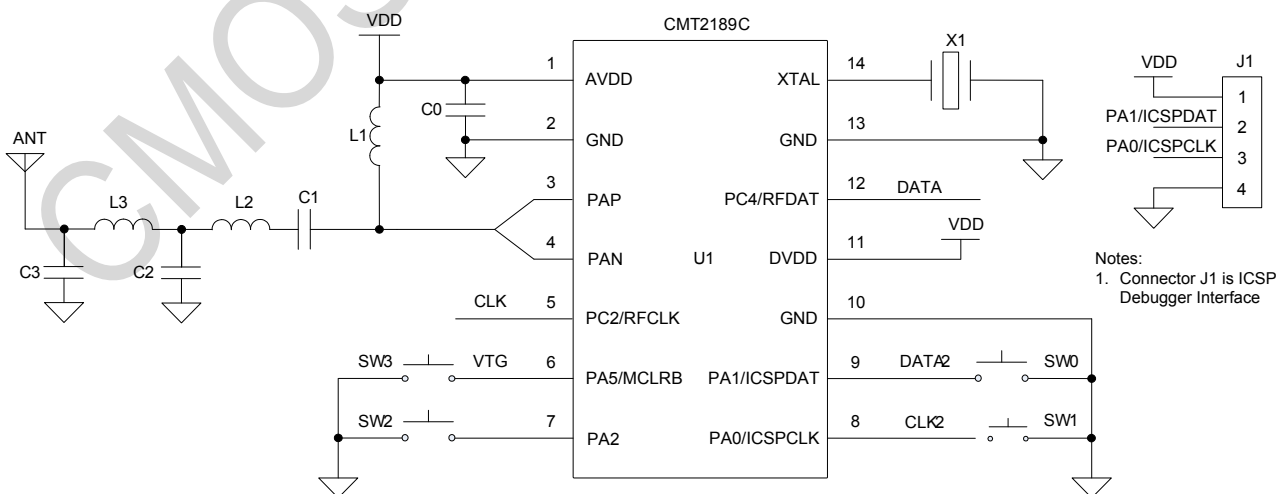 CMOS
CMT2189C
VDD
X1
VDD
J1
1
AVDD
XTAL
14
C0
L1
2
GND
GND
13
1
PA1/ICSPDAT
2
PA0/ICSPCLK
3
4
ANT
3
PAP
PC4/RFDAT
12
DATA
L3
L2
C1
VDD
4
PAN
U1
DVDD
11
C3
C2
Notes:
1. Connector J1 is ICSP
Debugger Interface
CLK
5
PC2/RFCLK
GND
10
SW3
VTG
6
PA5/MCLRB
PA1/ICSPDAT
9
DATA2
SW0
SW2
7
PA2
PA0/ICSPCLK
8
CLK2
SW1